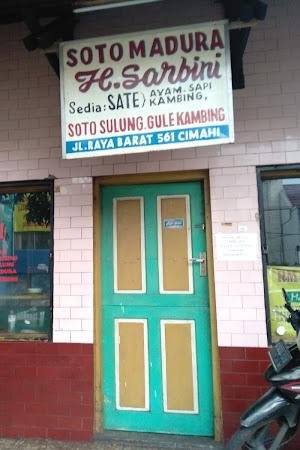 SOTO MADURA
H. Sarbini
Sedia: SATE) AYAM. SAPI
KAMBING,
SOTO SULUNG. GULE KAMBING
JL. RAYA BARAT 561 CIMAHI